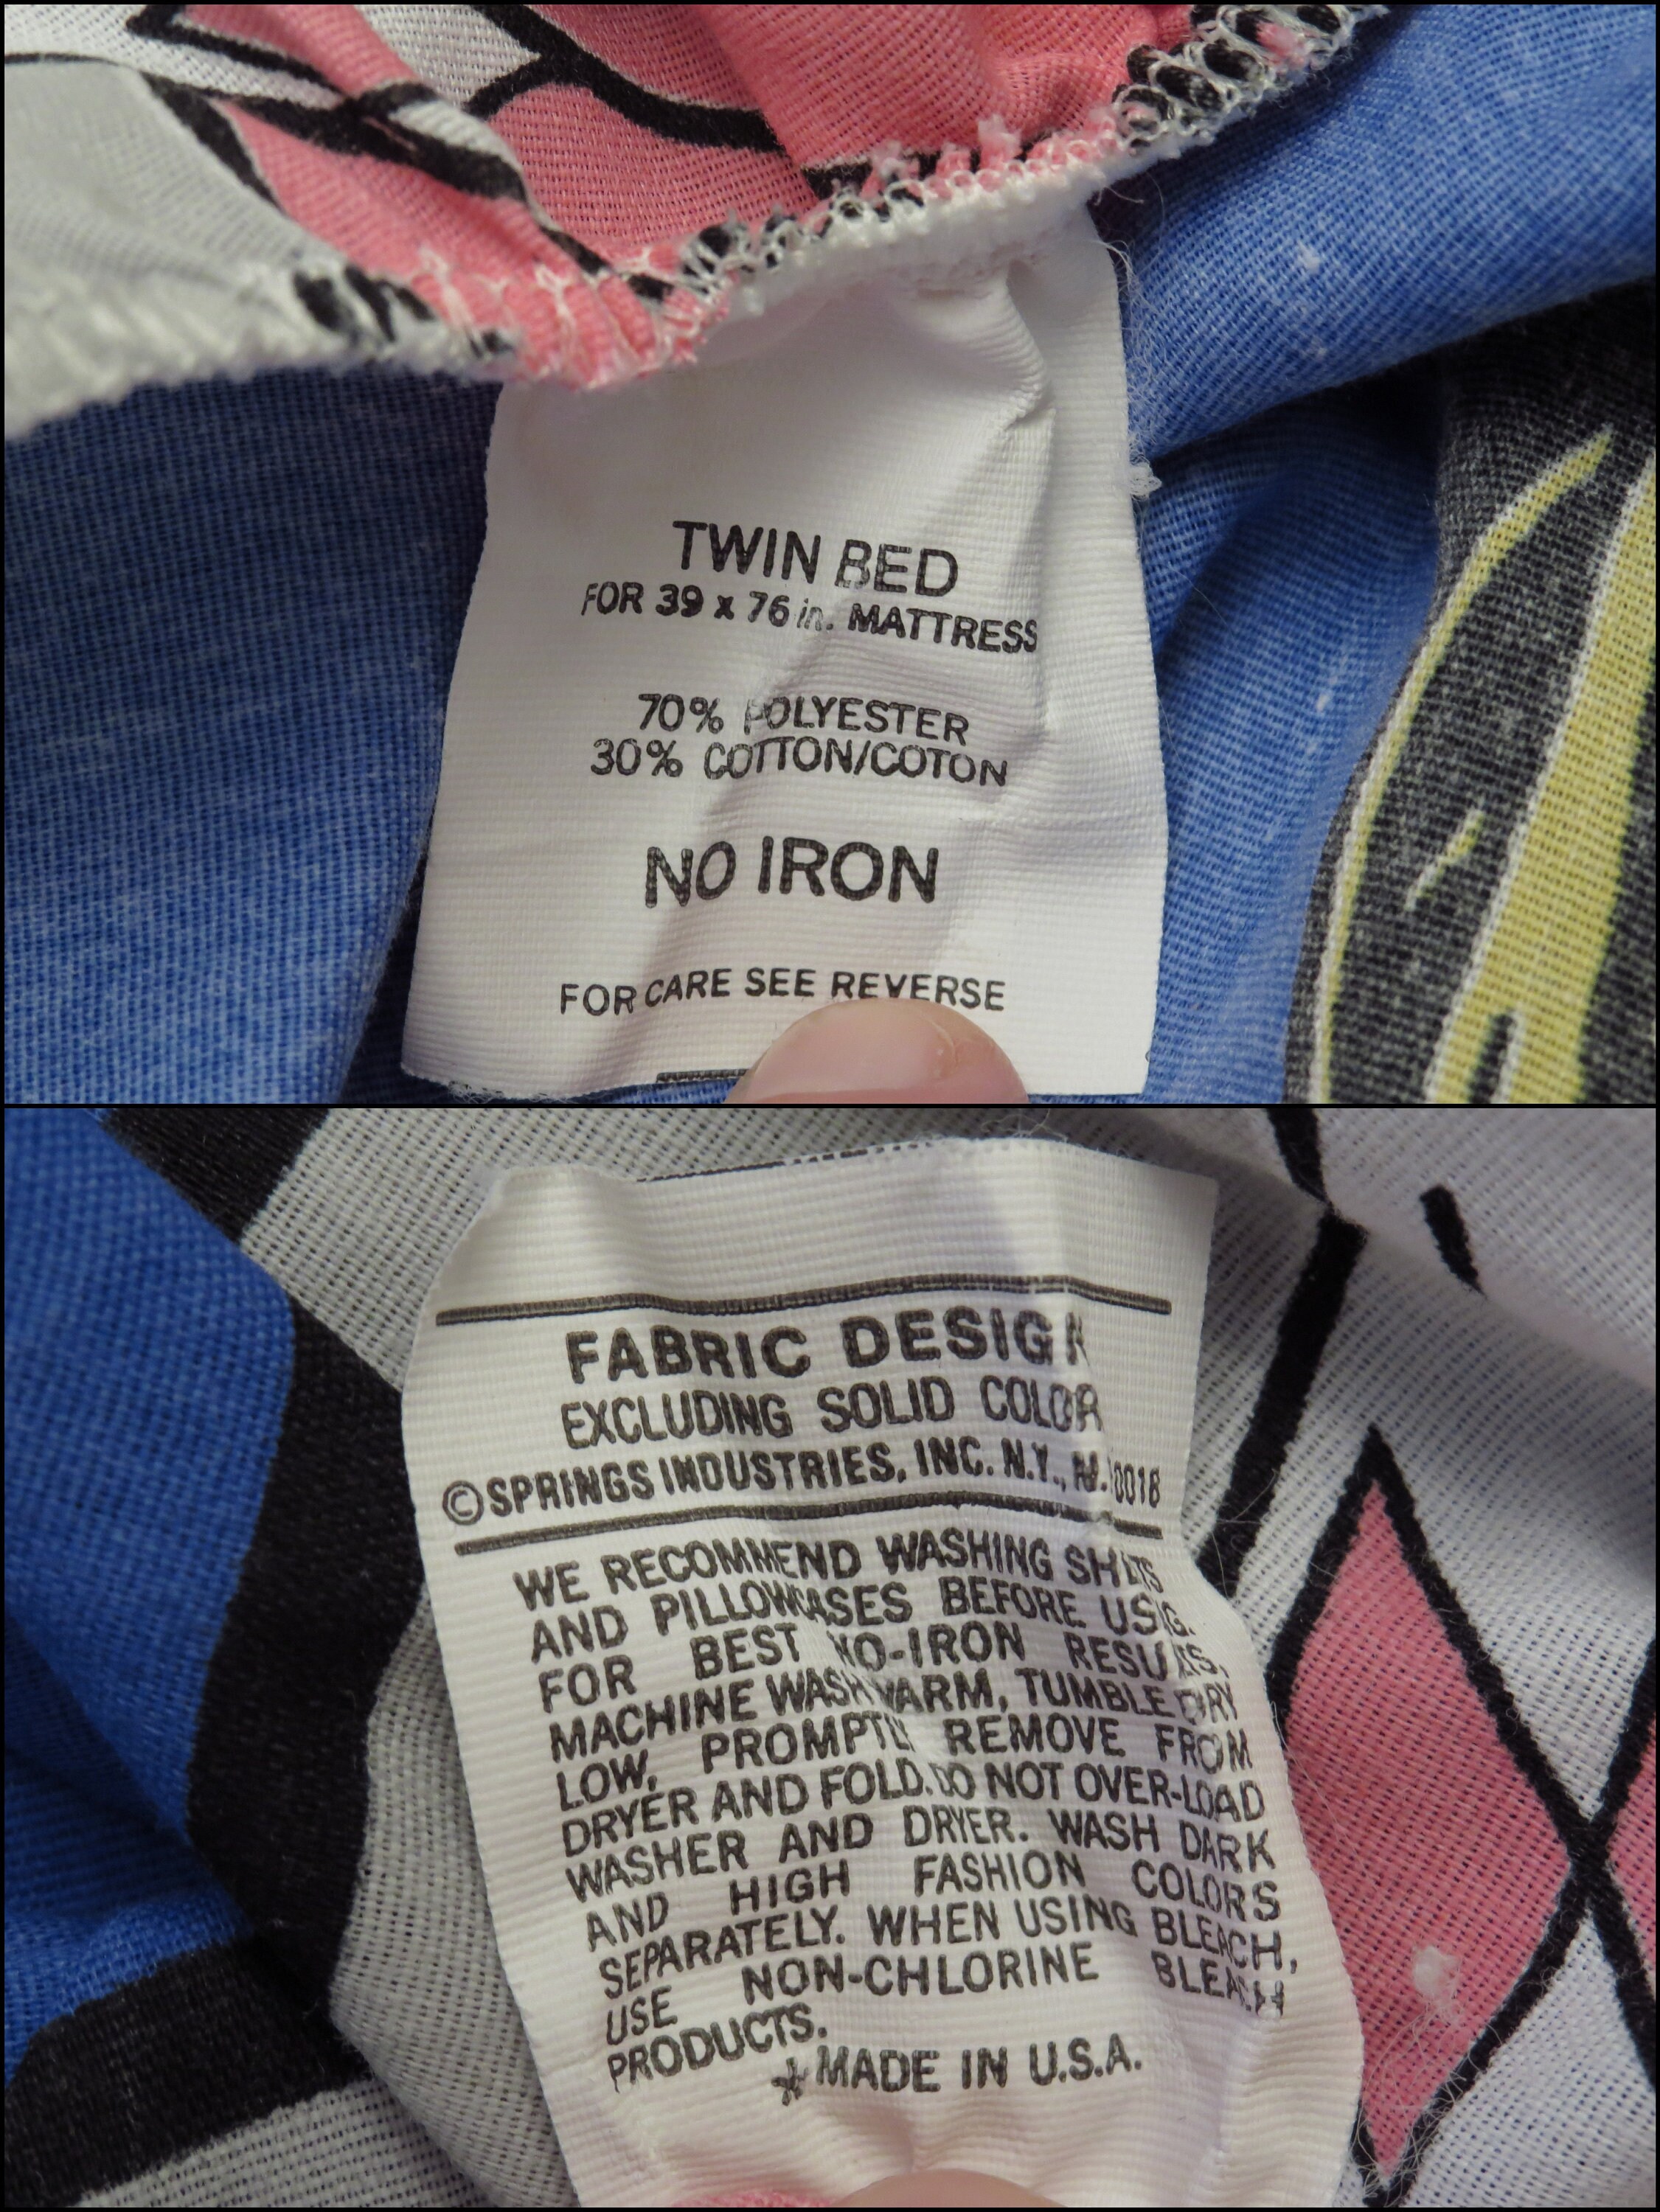 TWIN BED
FOR 39 x 76 in. MATTRESS
70% POLYESTER
30% COTTON/COTON
NO IRON
FOR CARE SEE REVERSE
FABRIC DESIGN
EXCLUDING SOLID COLOR
©SPRINGS INDUSTRIES, INC. N.Y.,
WE RECOMMEND WASHING SHEETS
AND PILLOWCASES BEFORE USING.
FOR BEST NO-IRON RESULTS,
MACHINE WASH WARM, TUMBLE DRY
LOW, PROMPTLY REMOVE FROM
DRYER AND FOLD. DO NOT OVER-LOAD
WASHER AND DRYER. WASH DARK
AND HIGH FASHION COLORS
SEPARATELY. WHEN USING BLEACH,
USE NON-CHLORINE BLEACH
PRODUCTS.
*MADE IN U.S.A.